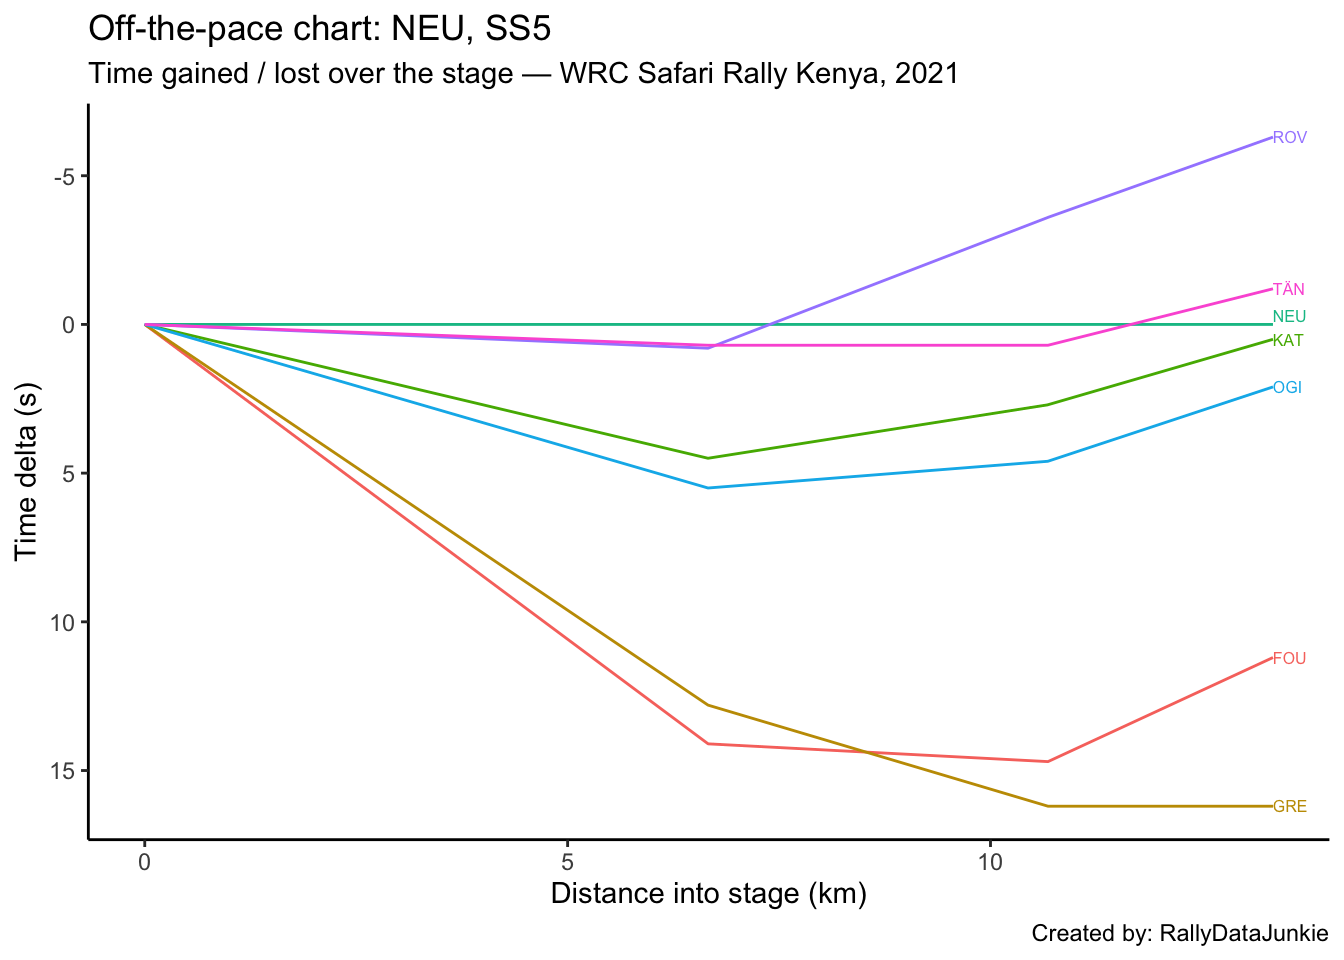 Off-the-pace chart: NEU, SS5
Time gained / lost over the stage — WRC Safari Rally Kenya, 2021
ROV
-5
TÄN
NEU
0
KAT
OGI
Time delta (s)
5
10
FOU
15
GRE
0 5 10
Distance into stage (km)
Created by: RallyDataJunkie